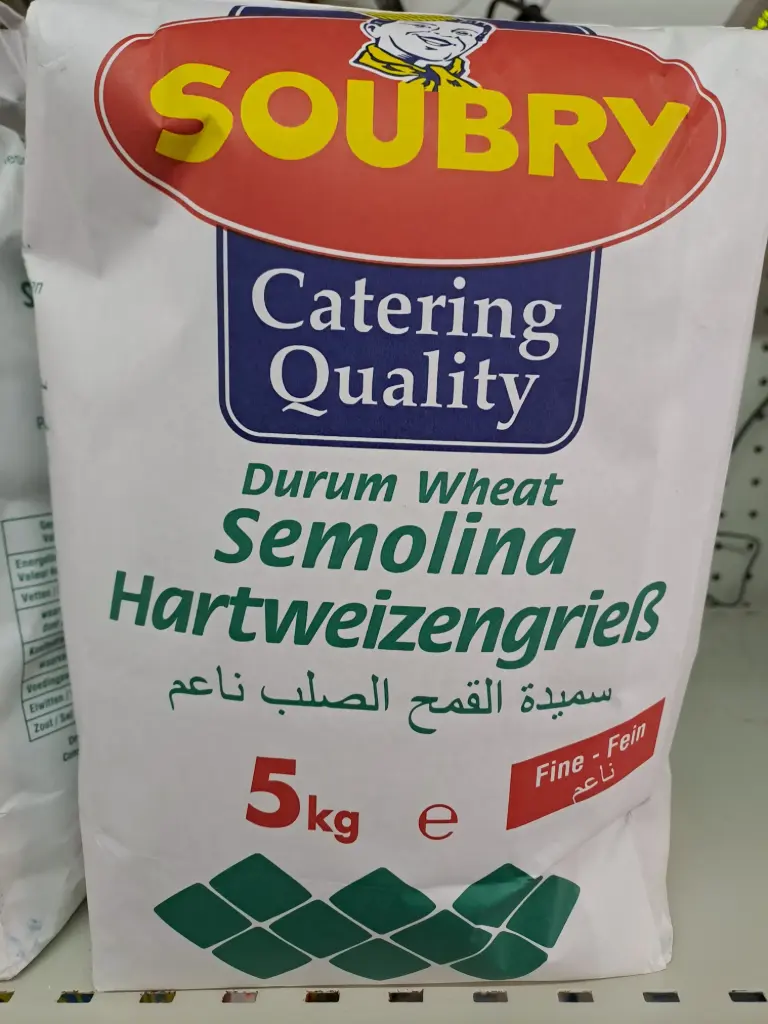 SOUBRY
Catering
Quality
Durum Wheat
Semolina
Hartweizengrieß
سميدة القمح الصلب ناعم
5kg ℮
Fine - Fein
ناعم